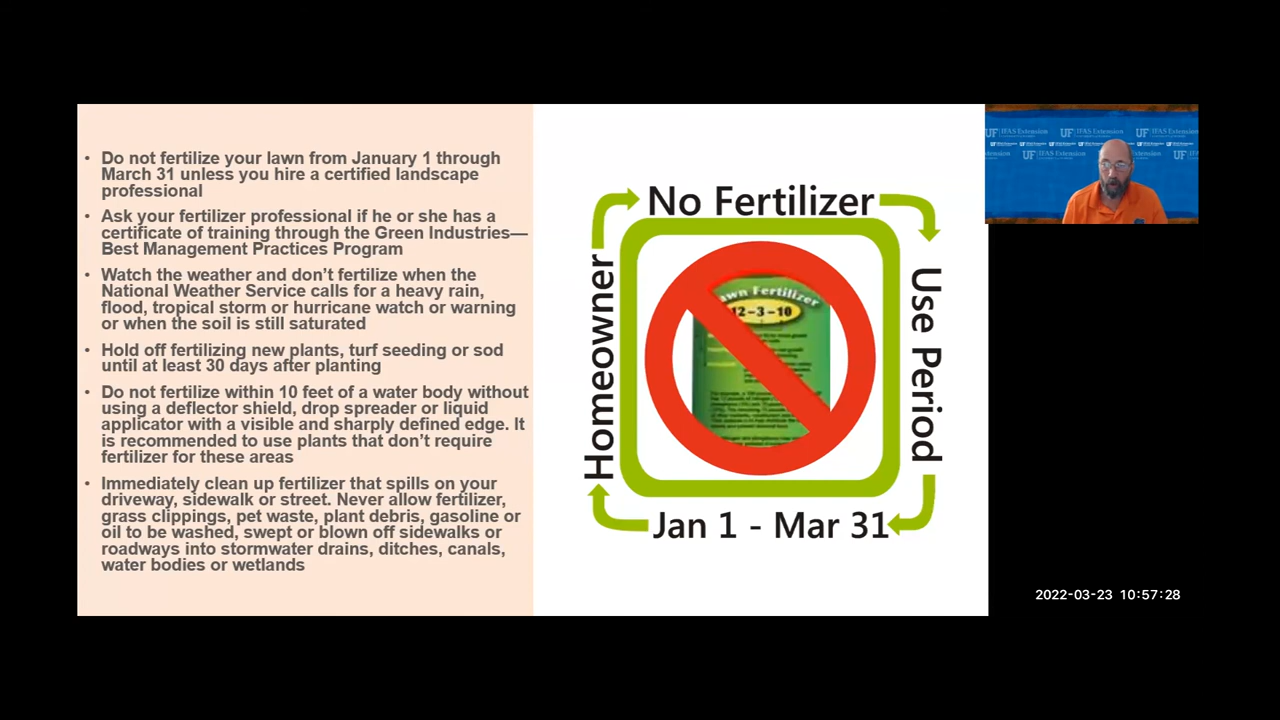 Do not fertilize your lawn from January 1 through
March 31 unless you hire a certified landscape
professional
Ask your fertilizer professional if he or she has a
certificate of training through the Green Industries—
Best Management Practices Program
Watch the weather and don’t fertilize when the
National Weather Service calls for a heavy rain,
flood, tropical storm or hurricane watch or warning
or when the soil is still saturated
Hold off fertilizing new plants, turf seeding or sod
until at least 30 days after planting
Do not fertilize within 10 feet of a water body without
using a deflector shield, drop spreader or liquid
applicator with a visible and sharply defined edge. It
is recommended to use plants that don’t require
fertilizer for these areas
Immediately clean up fertilizer that spills on your
driveway, sidewalk or street. Never allow fertilizer,
grass clippings, pet waste, plant debris, gasoline or
oil to be washed, swept or blown off sidewalks or
roadways into stormwater drains, ditches, canals,
water bodies or wetlands
No Fertilizer
Use Period
Jan 1 - Mar 31
Homeowner
Fertilizer
12-3-10
UF IFAS Extension
UF IFAS Extension
UF IFAS Extension
2022-03-23 10:57:28